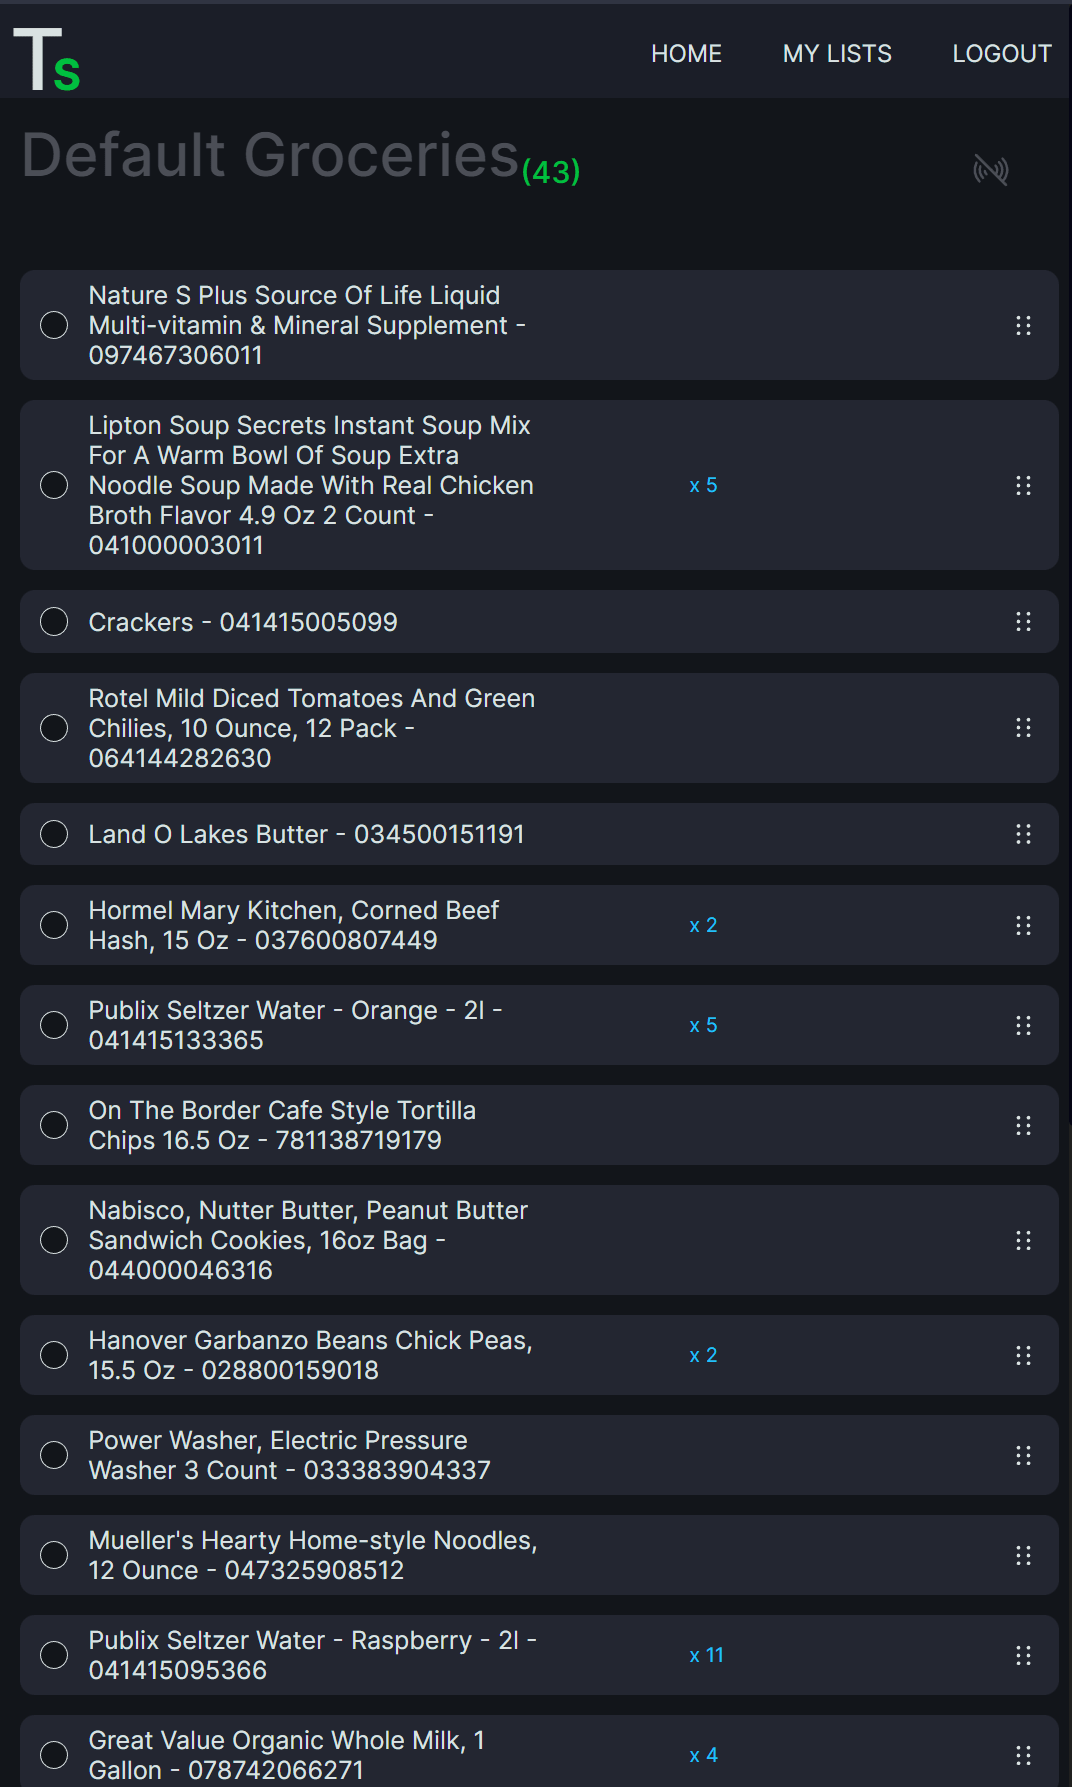 Ts
HOME MY LISTS LOGOUT
Default Groceries(43)
Nature S Plus Source Of Life Liquid
Multi-vitamin & Mineral Supplement -
097467306011
Lipton Soup Secrets Instant Soup Mix
For A Warm Bowl Of Soup Extra
Noodle Soup Made With Real Chicken
Broth Flavor 4.9 Oz 2 Count -
041000003011
x 5
Crackers - 041415005099
Rotel Mild Diced Tomatoes And Green
Chilies, 10 Ounce, 12 Pack -
064144282630
Land O Lakes Butter - 034500151191
Hormel Mary Kitchen, Corned Beef
Hash, 15 Oz - 037600807449
x 2
Publix Seltzer Water - Orange - 2l -
041415133365
x 5
On The Border Cafe Style Tortilla
Chips 16.5 Oz - 781138719179
Nabisco, Nutter Butter, Peanut Butter
Sandwich Cookies, 16oz Bag -
044000046316
Hanover Garbanzo Beans Chick Peas,
15.5 Oz - 028800159018
x 2
Power Washer, Electric Pressure
Washer 3 Count - 033383904337
Mueller's Hearty Home-style Noodles,
12 Ounce - 047325908512
Publix Seltzer Water - Raspberry - 2l -
041415095366
x 11
Great Value Organic Whole Milk, 1
Gallon - 078742066271
x 4